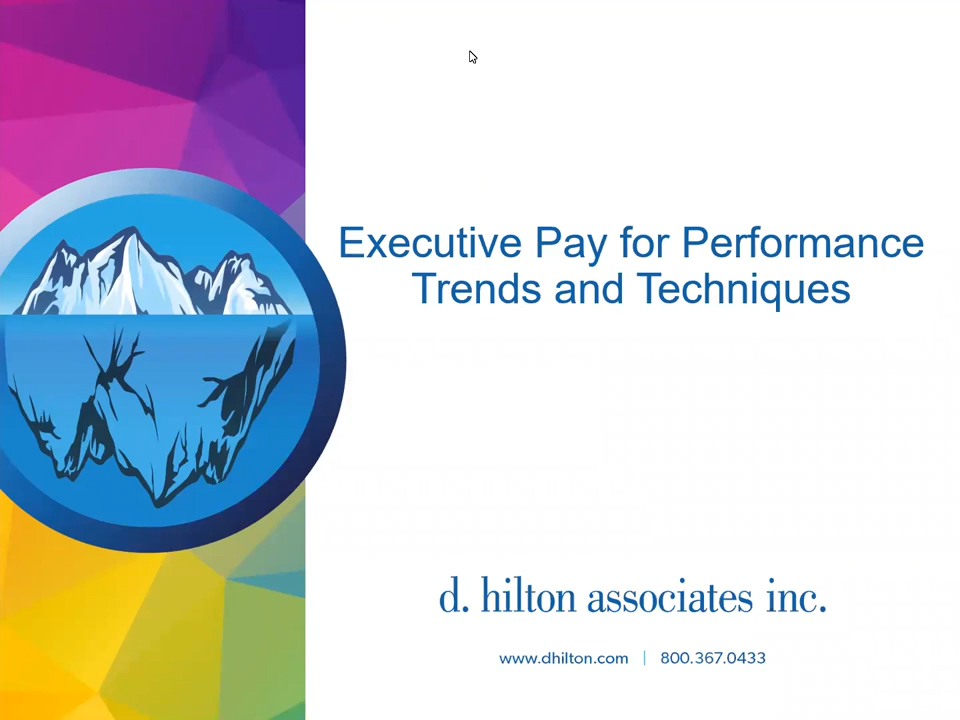 Executive Pay for Performance
Trends and Techniques
d. hilton associates inc.
www.dhilton.com | 800.367.0433